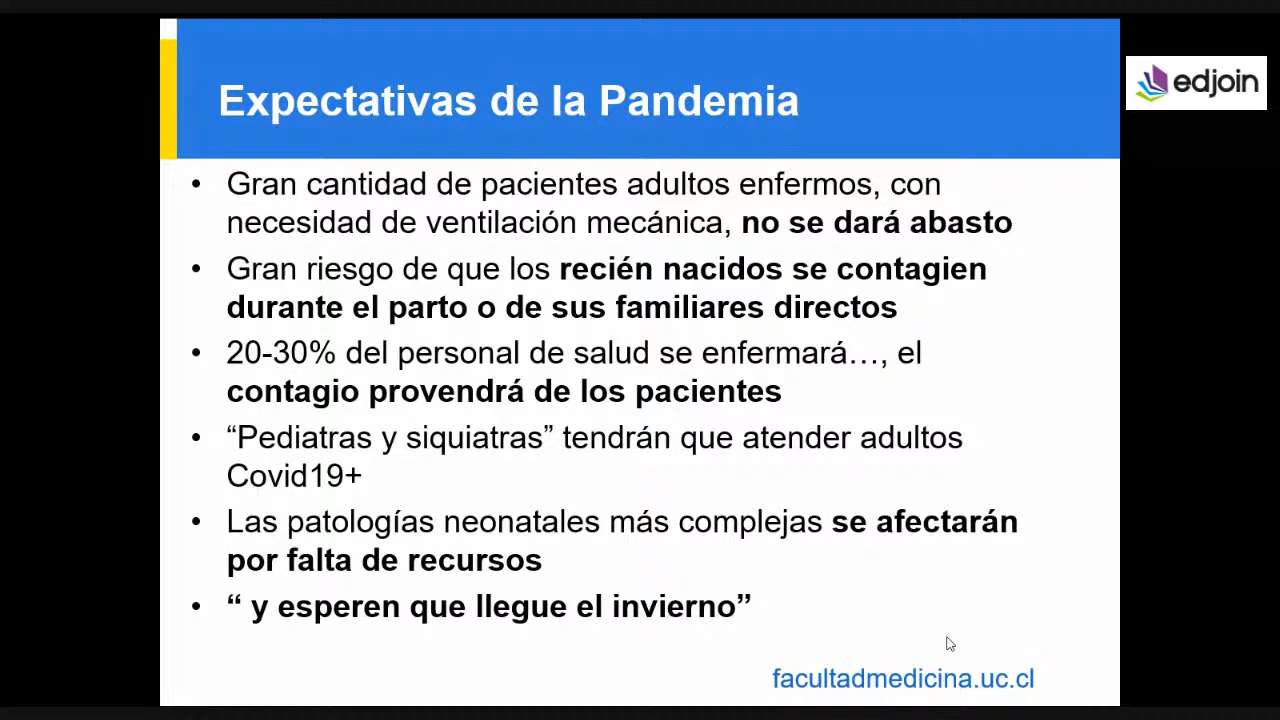 Expectativas de la Pandemia
edjoin
• Gran cantidad de pacientes adultos enfermos, con
necesidad de ventilación mecánica, no se dará abasto
• Gran riesgo de que los recién nacidos se contagien
durante el parto o de sus familiares directos
• 20-30% del personal de salud se enfermará…, el
contagio provendrá de los pacientes
• “Pediatras y siquiatras” tendrán que atender adultos
Covid19+
• Las patologías neonatales más complejas se afectarán
por falta de recursos
• “ y esperen que llegue el invierno”
facultadmedicina.uc.cl